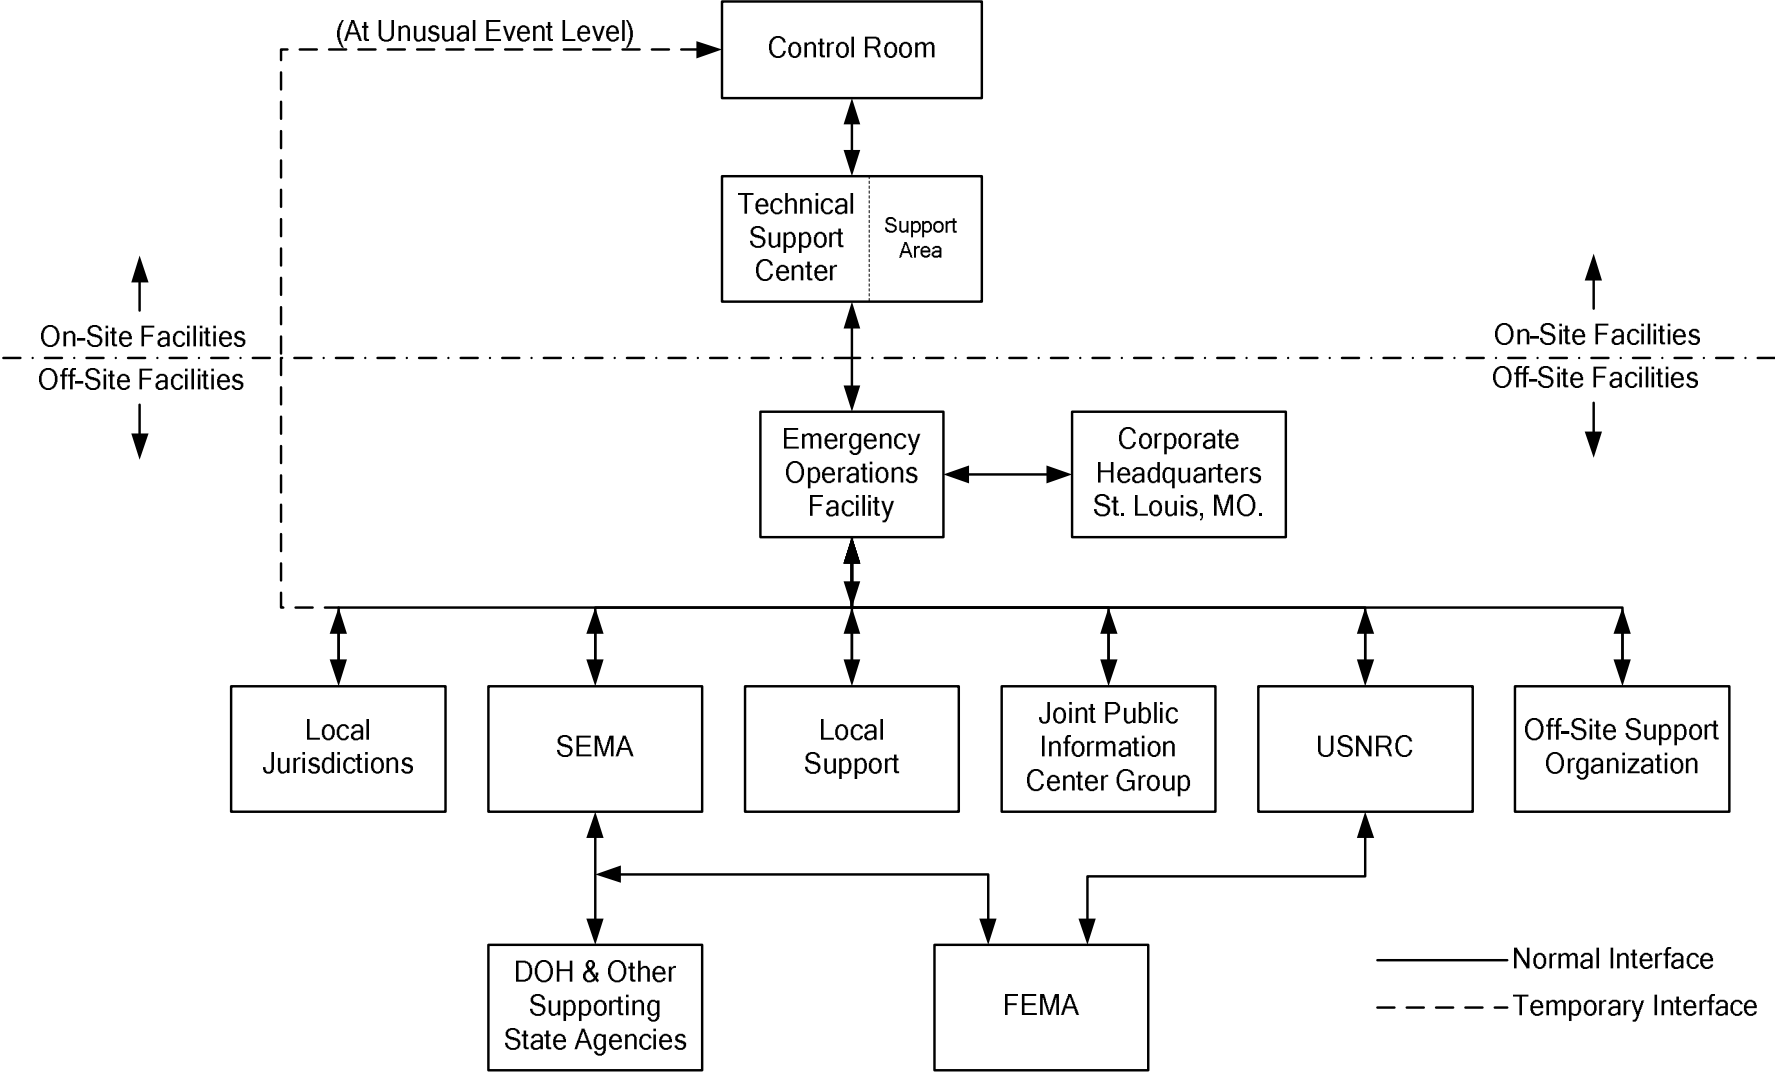 (At Unusual Event Level)
Control Room
Technical
Support
Center
Support
Area
On-Site Facilities
Off-Site Facilities
On-Site Facilities
Off-Site Facilities
Emergency
Operations
Facility
Corporate
Headquarters
St. Louis, MO.
Local
Jurisdictions
SEMA
Local
Support
Joint Public
Information
Center Group
USNRC
Off-Site Support
Organization
DOH & Other
Supporting
State Agencies
FEMA
Normal Interface
Temporary Interface